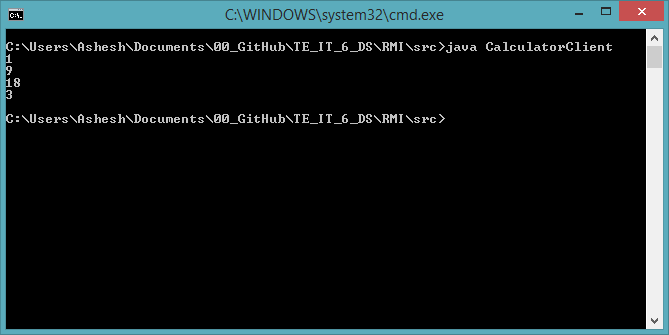 C:\WINDOWS\system32\cmd.exe
C:\Users\Ashesh\Documents\00_GitHub\TE_IT_6_DS\RMI\src>java CalculatorClient
1
9
18
3
C:\Users\Ashesh\Documents\00_GitHub\TE_IT_6_DS\RMI\src>